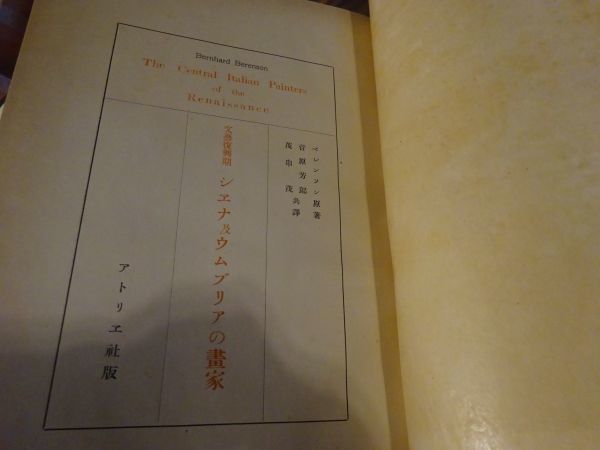 Bernhard Berenson
The Central Italian Painters
of the
Renaissance
ベレンソン原著
菅原芳郎
茂串茂共譯
文藝復興期 シエナ及ウムブリアの畫家
アトリヱ社版